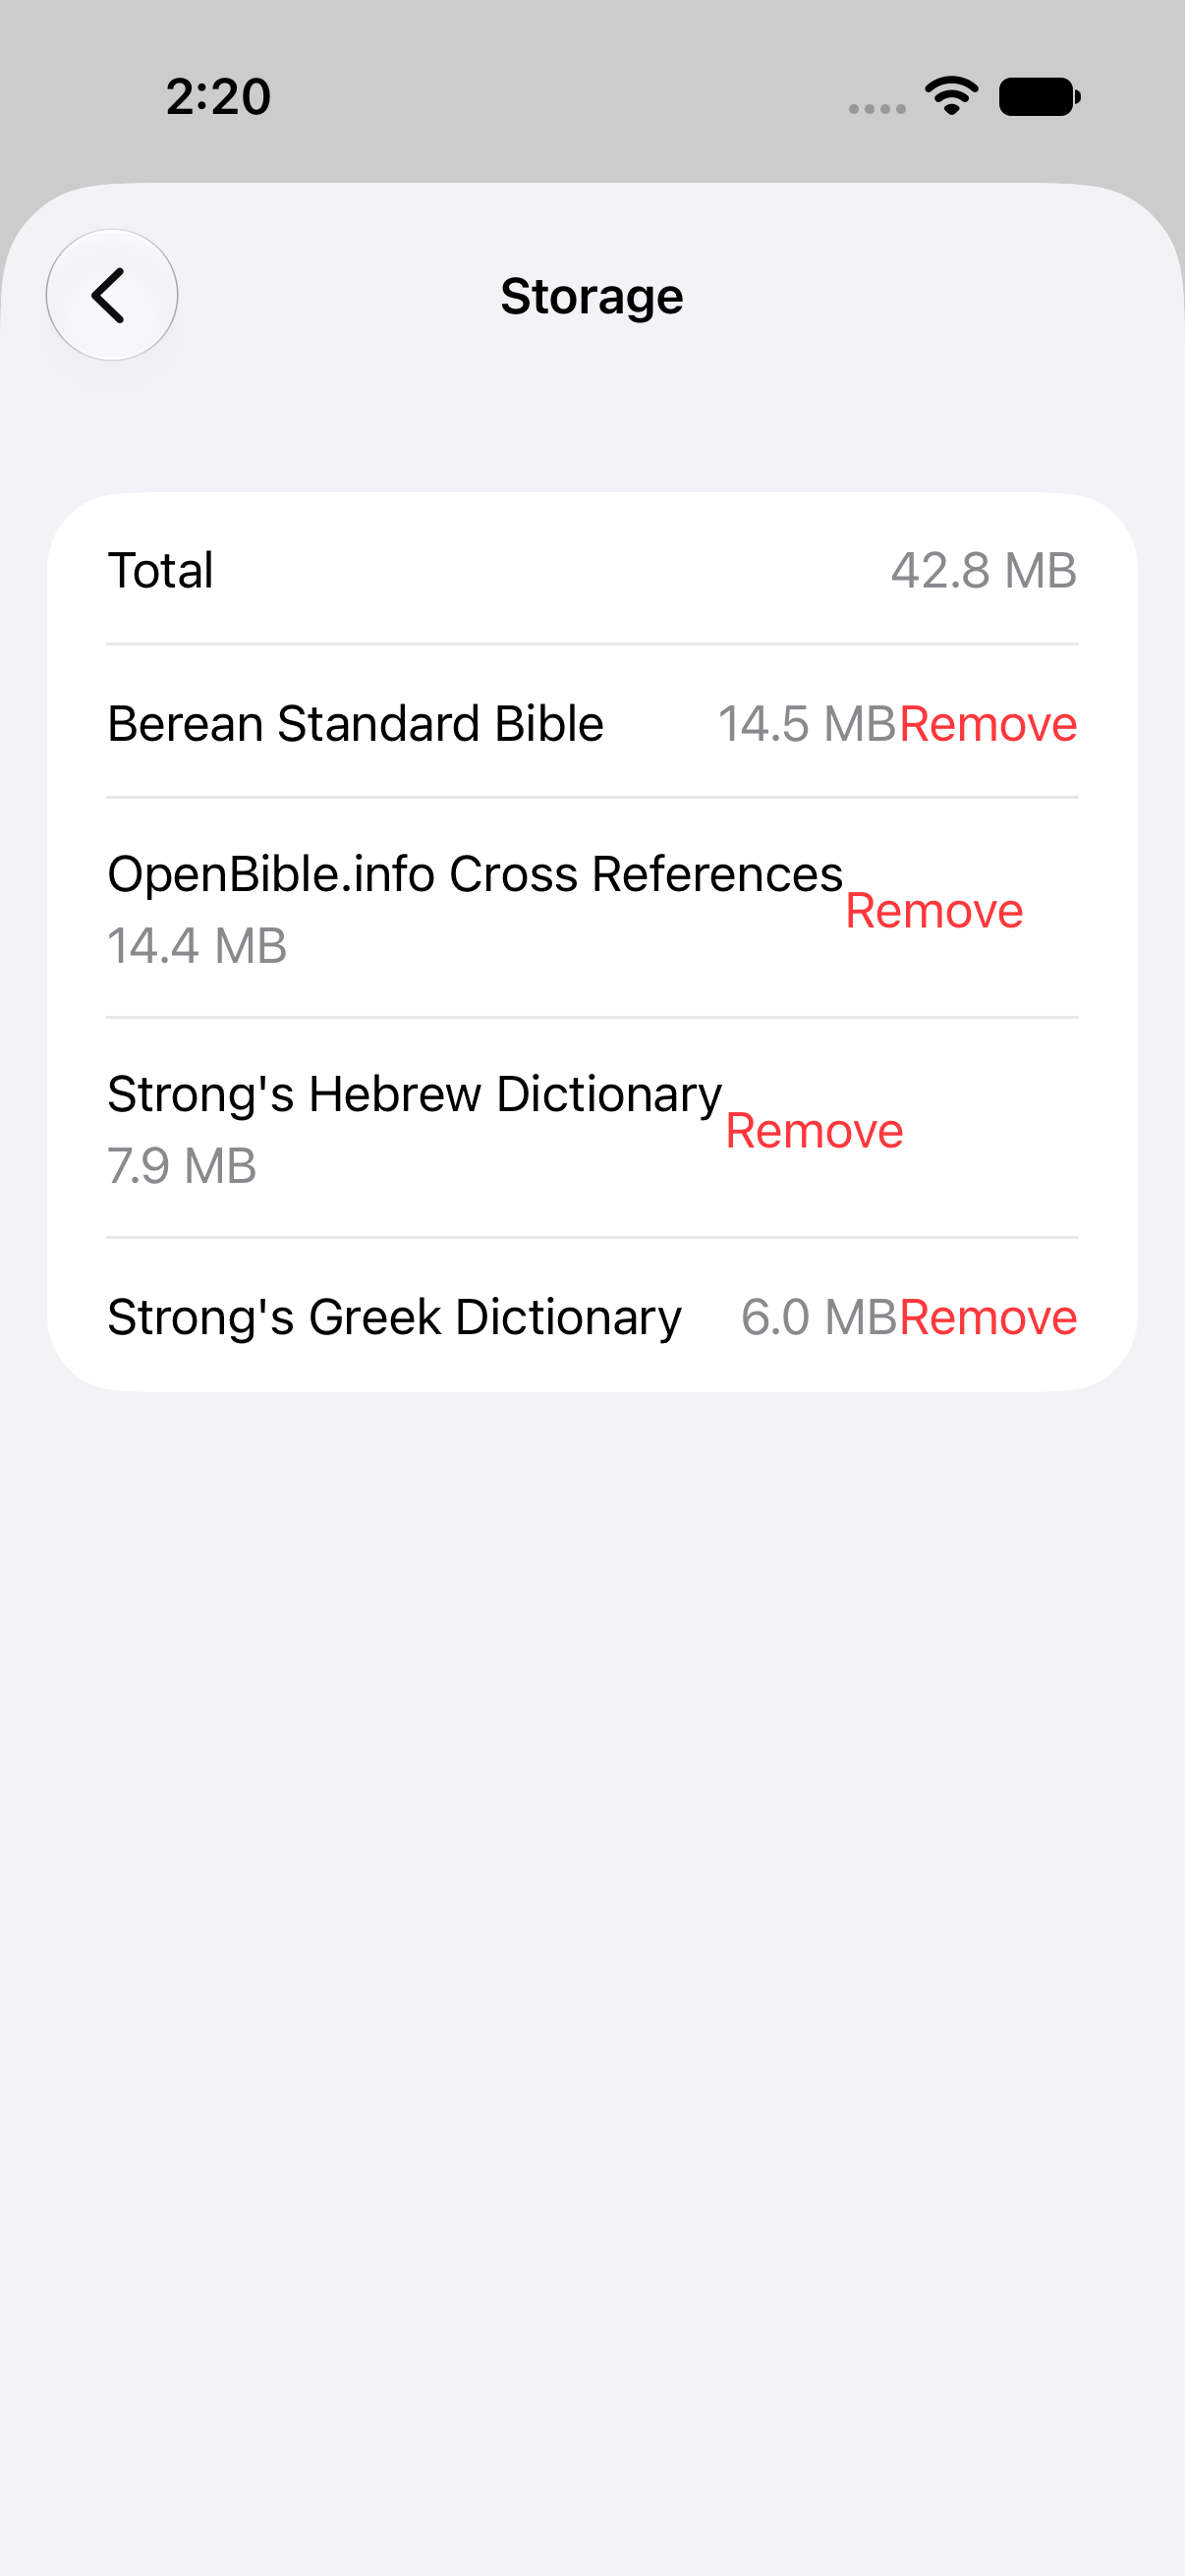 2:20
Storage
Total 42.8 MB
Berean Standard Bible 14.5 MB Remove
OpenBible.info Cross References
Remove
14.4 MB
Strong's Hebrew Dictionary
Remove
7.9 MB
Strong's Greek Dictionary 6.0 MB Remove